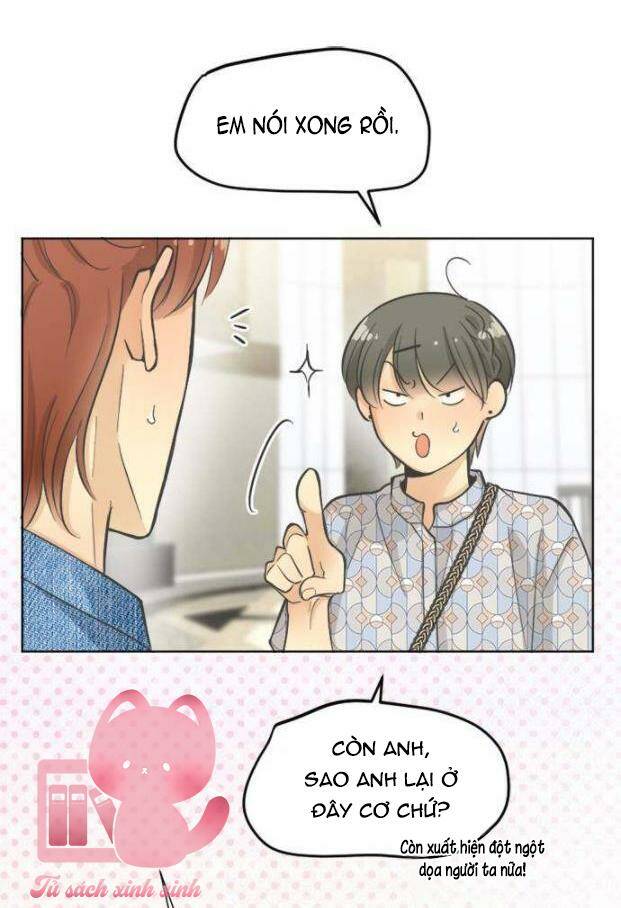 EM NÓI XONG RỒI.
CÒN ANH,
SAO ANH LẠI Ở
ĐÂY CƠ CHỨ?
Còn xuất hiện đột ngột
dọa người ta nữa!
Tủ sách xinh xinh